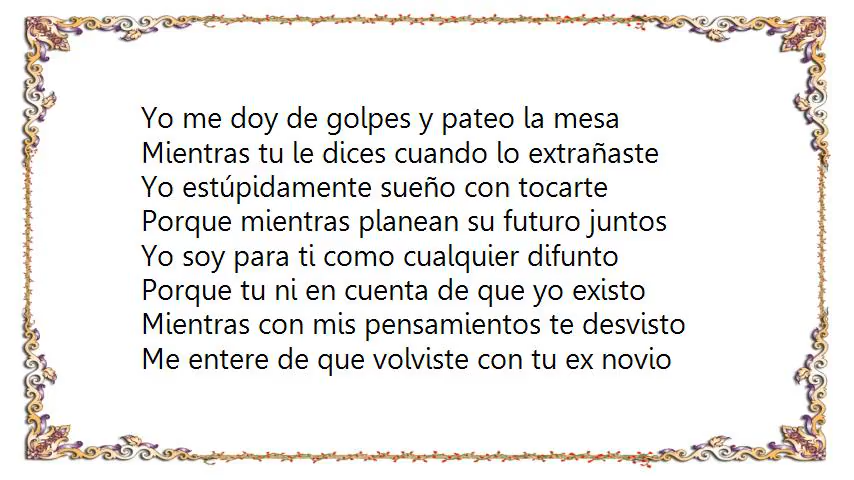 Yo me doy de golpes y pateo la mesa
Mientras tu le dices cuando lo extrañaste
Yo estúpidamente sueño con tocarte
Porque mientras planean su futuro juntos
Yo soy para ti como cualquier difunto
Porque tu ni en cuenta de que yo existo
Mientras con mis pensamientos te desvisto
Me entere de que volviste con tu ex novio